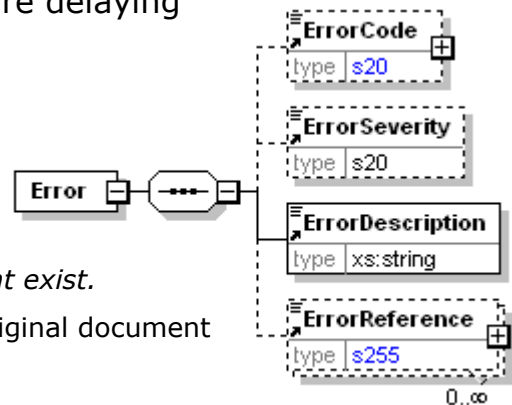 re delaying
ErrorCode
type s20
ErrorSeverity
type s20
Error
ErrorDescription
type xs:string
t exist.
iginal document
ErrorReference
type s255
0..∞